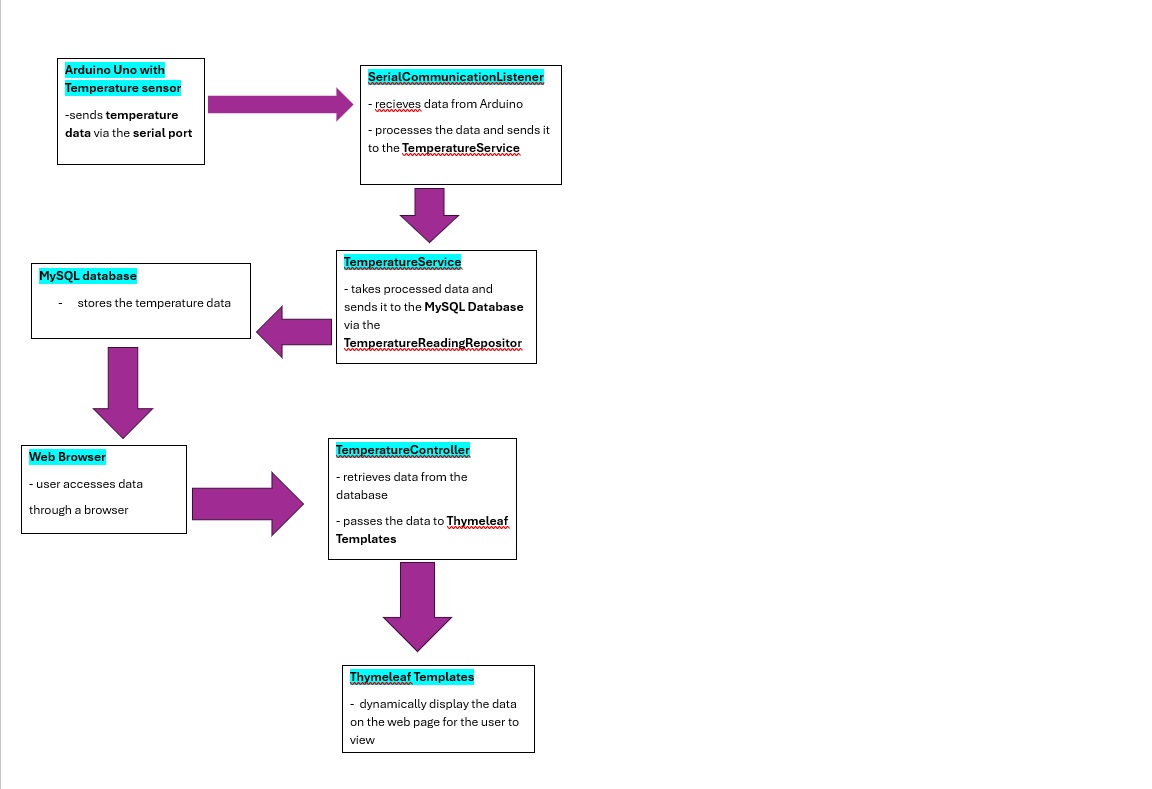 Arduino Uno with
Temperature sensor
-sends temperature
data via the serial port
SerialCommunicationListener
- recieves data from Arduino
- processes the data and sends it
to the TemperatureService
TemperatureService
- takes processed data and
sends it to the MySQL Database
via the
TemperatureReadingRepositor
MySQL database
- stores the temperature data
Web Browser
- user accesses data
through a browser
TemperatureController
- retrieves data from the
database
- passes the data to Thymeleaf
Templates
Thymeleaf Templates
- dynamically display the data
on the web page for the user to
view